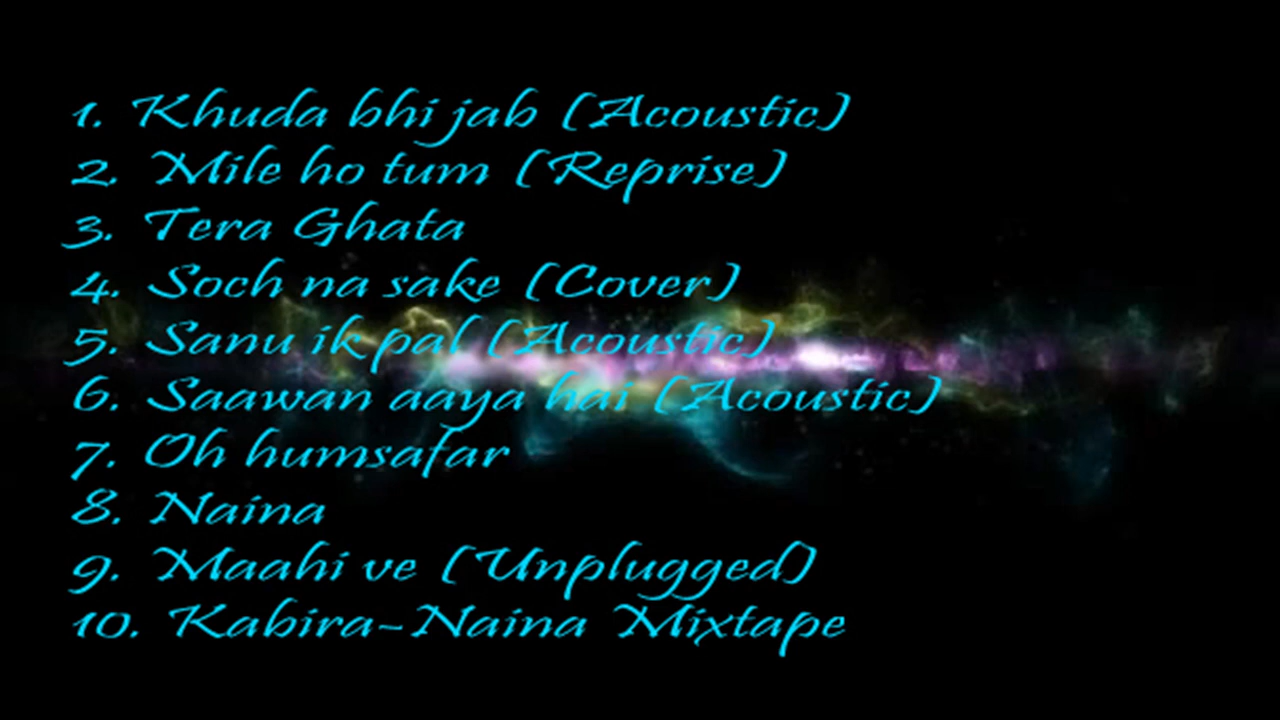 1. Khuda bhi jab (Acoustic)
2. Mile ho tum (Reprise)
3. Tera Ghata
4. Soch na sake (Cover)
5. Sanu ik pal (Acoustic)
6. Saawan aaya hai (Acoustic)
7. Oh humsafar
8. Naina
9. Maahi ve (Unplugged)
10. Kabira-Naina Mixtape